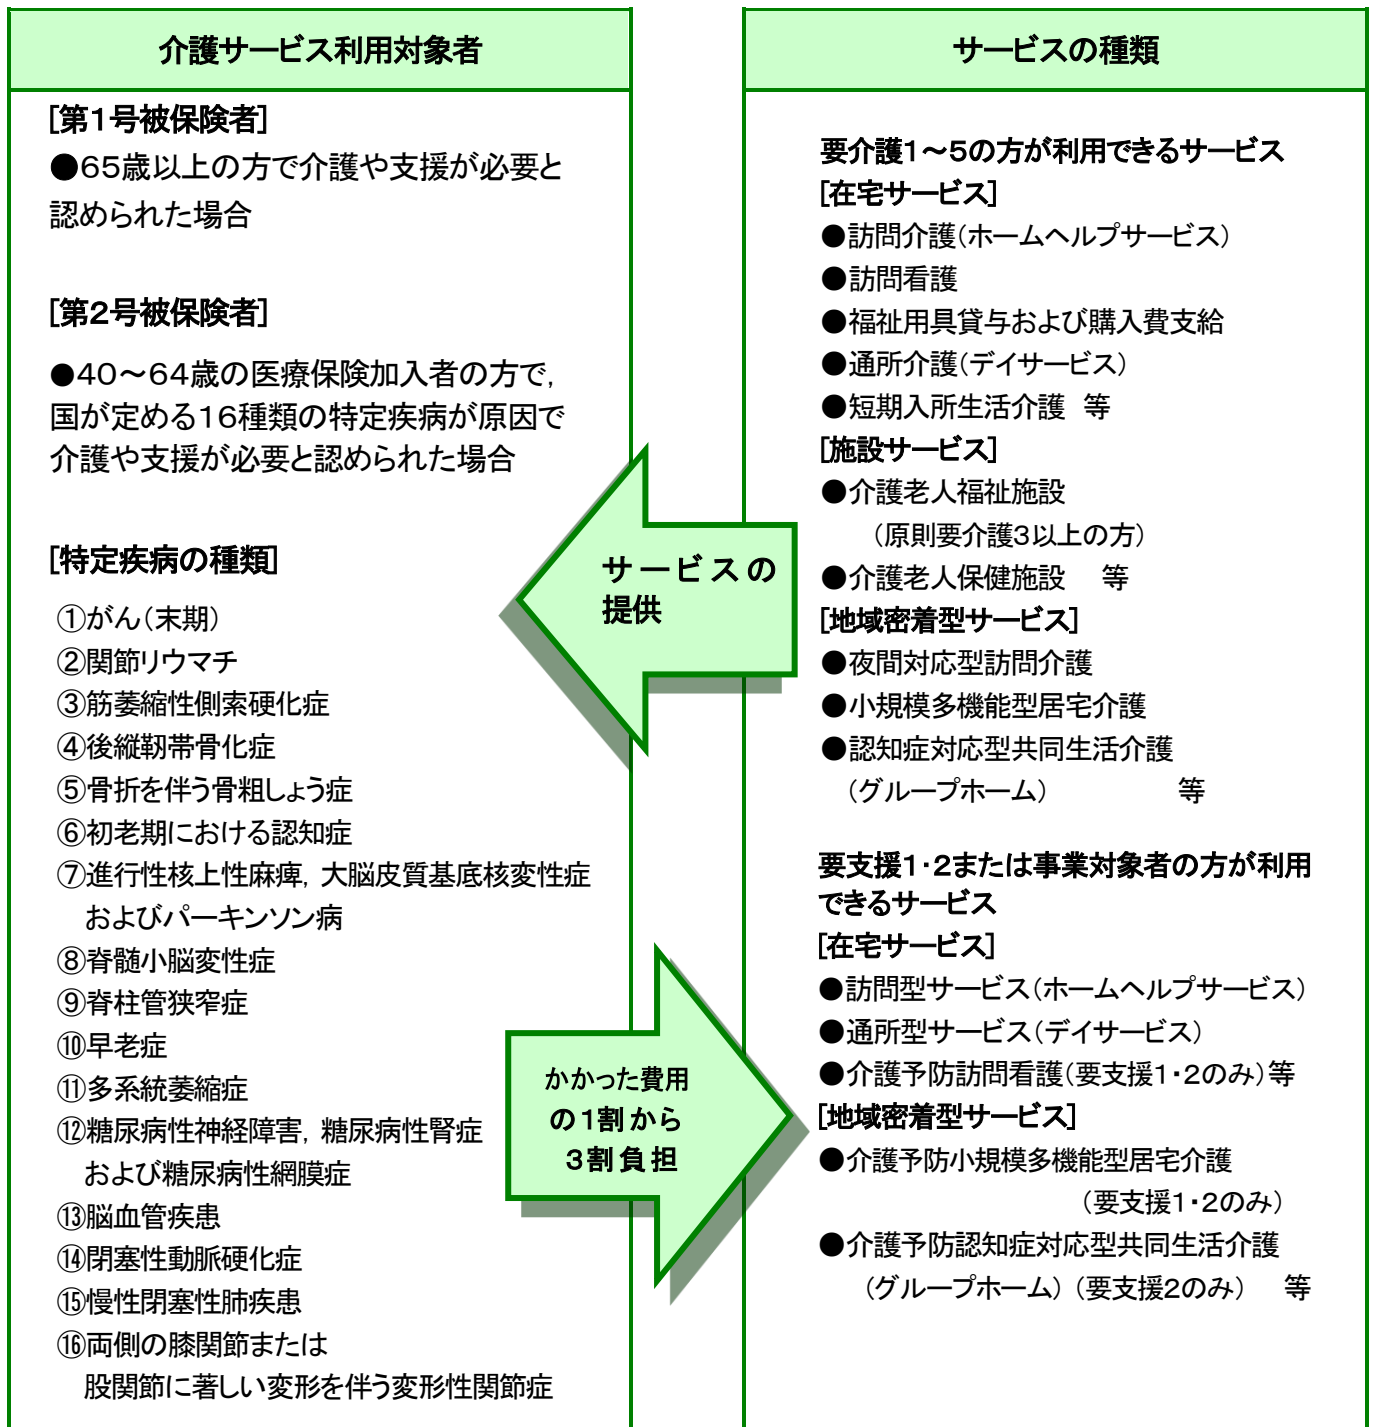 介護サービス利用対象者
[第1号被保険者]
●65歳以上の方で介護や支援が必要と
認められた場合
[第2号被保険者]
●40～64歳の医療保険加入者の方で,
国が定める16種類の特定疾病が原因で
介護や支援が必要と認められた場合
[特定疾病の種類]
①がん(末期)
②関節リウマチ
③筋萎縮性側索硬化症
④後縦靭帯骨化症
⑤骨折を伴う骨粗しょう症
⑥初老期における認知症
⑦進行性核上性麻痺, 大脳皮質基底核変性症
およびパーキンソン病
⑧脊髄小脳変性症
⑨脊柱管狭窄症
⑩早老症
⑪多系統萎縮症
⑫糖尿病性神経障害, 糖尿病性腎症
および糖尿病性網膜症
⑬脳血管疾患
⑭閉塞性動脈硬化症
⑮慢性閉塞性肺疾患
⑯両側の膝関節または
股関節に著しい変形を伴う変形性関節症
サービスの
提供
かかった費用
の1割から
3割負担
サービスの種類
要介護1～5の方が利用できるサービス
[在宅サービス]
●訪問介護(ホームヘルプサービス)
●訪問看護
●福祉用具貸与および購入費支給
●通所介護(デイサービス)
●短期入所生活介護 等
[施設サービス]
●介護老人福祉施設
(原則要介護3以上の方)
●介護老人保健施設 等
[地域密着型サービス]
●夜間対応型訪問介護
●小規模多機能型居宅介護
●認知症対応型共同生活介護
(グループホーム) 等
要支援1・2または事業対象者の方が利用
できるサービス
[在宅サービス]
●訪問型サービス(ホームヘルプサービス)
●通所型サービス(デイサービス)
●介護予防訪問看護(要支援1・2のみ)等
[地域密着型サービス]
●介護予防小規模多機能型居宅介護
(要支援1・2のみ)
●介護予防認知症対応型共同生活介護
(グループホーム)(要支援2のみ) 等